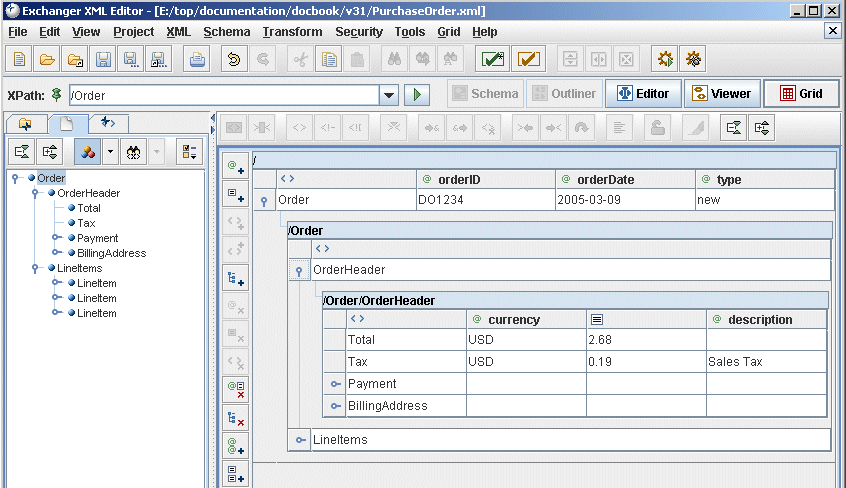 Exchanger XML Editor - [E:/top/documentation/docbook/v31/PurchaseOrder.xml]
File Edit View Project XML Schema Transform Security Tools Grid Help
XPath: /Order Schema Outliner Editor Viewer Grid
Order
OrderHeader
Total
Tax
Payment
BillingAddress
LineItems
LineItem
LineItem
LineItem
/
<> @ orderID @ orderDate @ type
Order DO1234 2005-03-09 new
/Order
<>
OrderHeader
/Order/OrderHeader
<> @ currency @ description
Total USD 2.68
Tax USD 0.19 Sales Tax
Payment
BillingAddress
LineItems